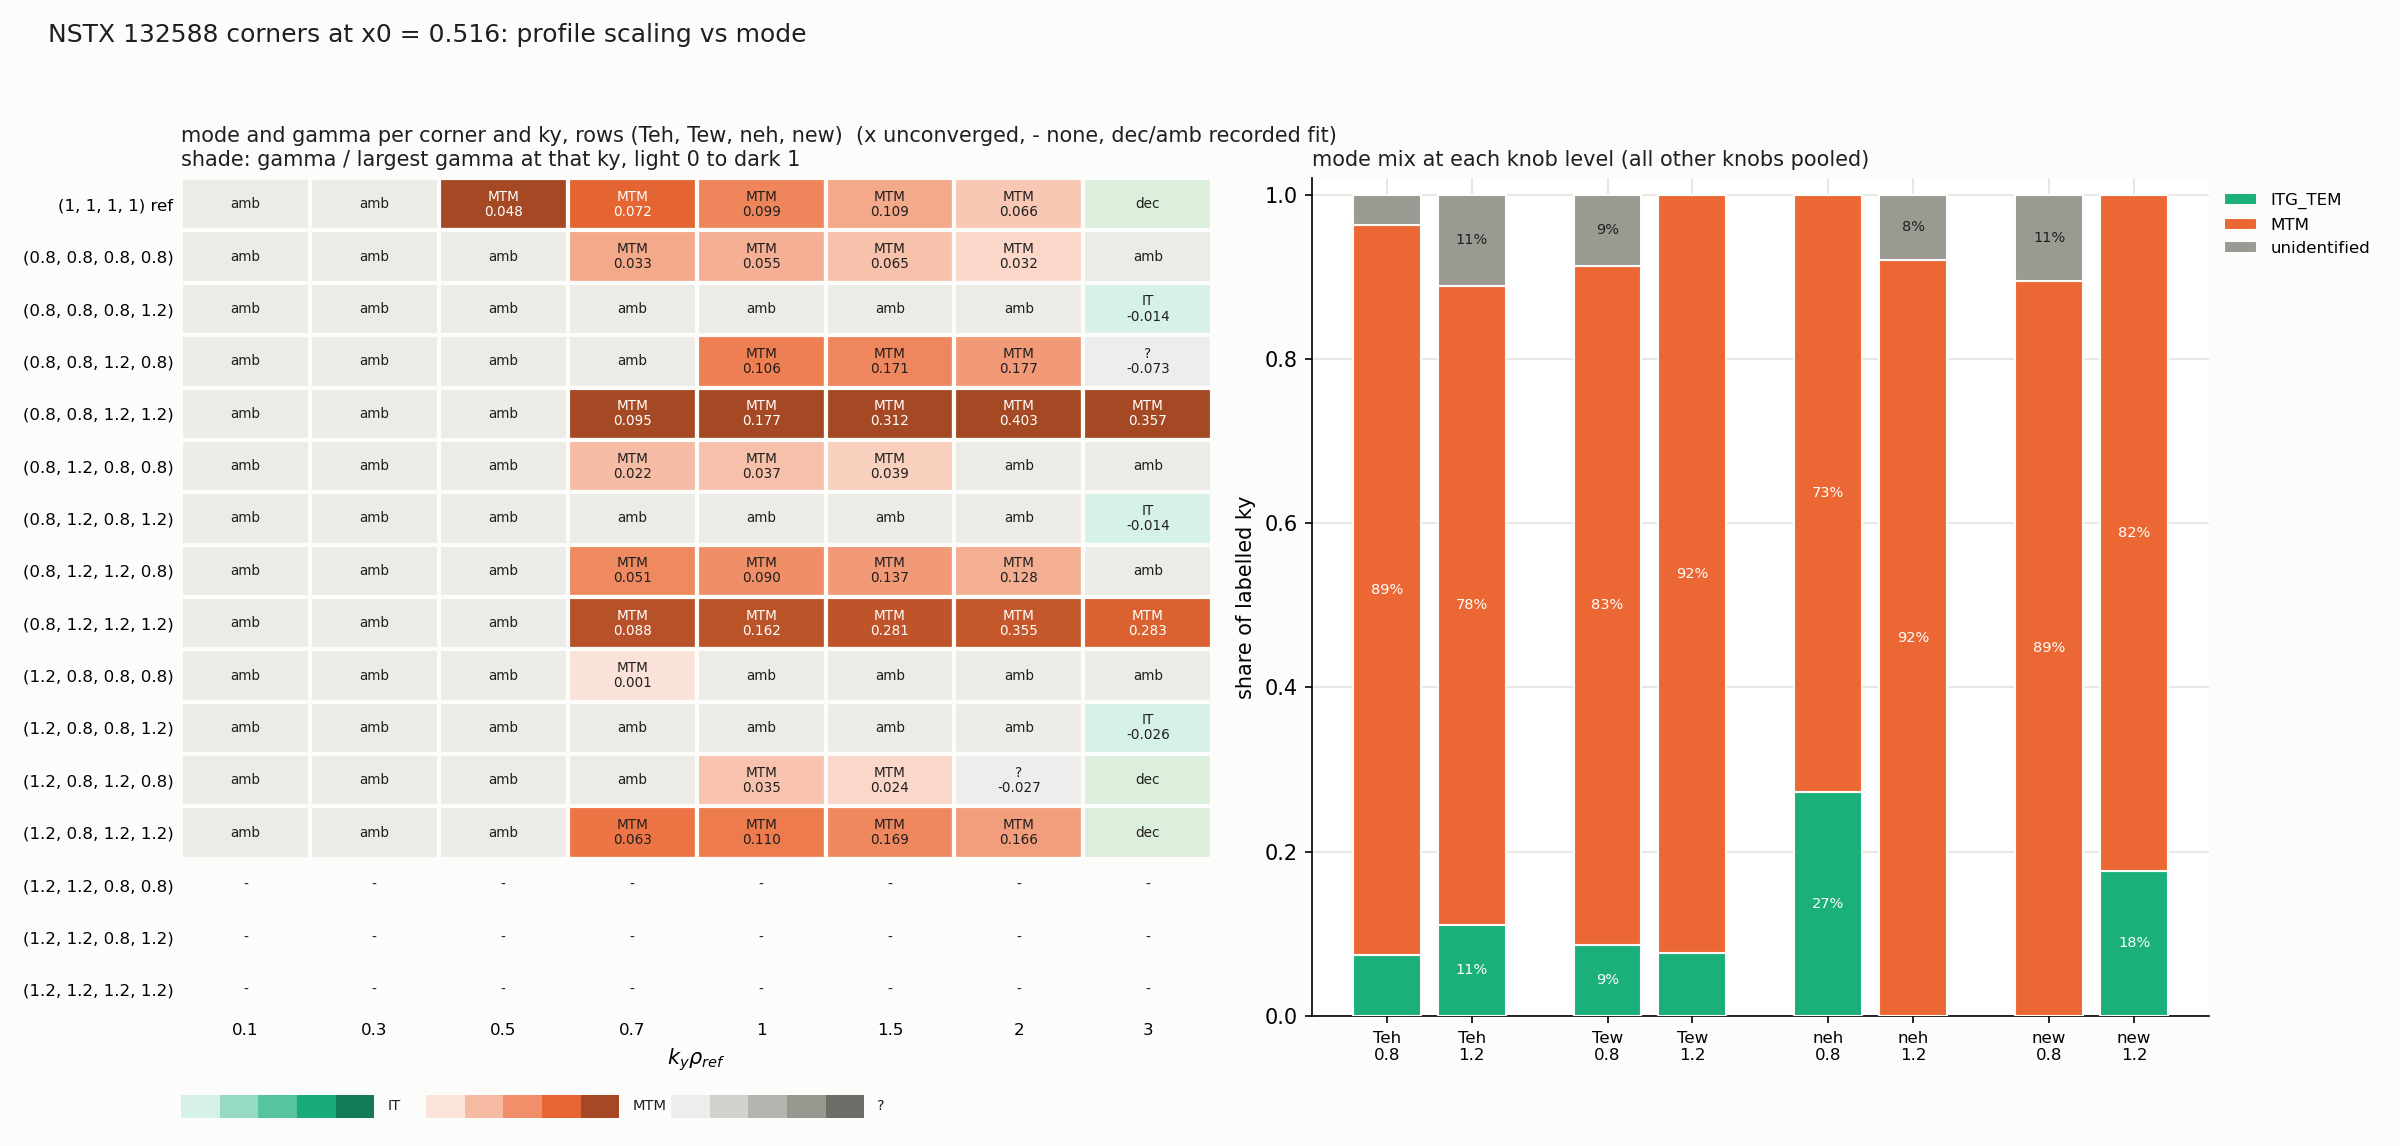 NSTX 132588 corners at x0 = 0.516: profile scaling vs mode
mode and gamma per corner and ky, rows (Teh, Tew, neh, new)  (x unconverged, - none, dec/amb recorded fit)
shade: gamma / largest gamma at that ky, light 0 to dark 1
(1, 1, 1, 1) ref amb amb MTM 0.048 MTM 0.072 MTM 0.099 MTM 0.109 MTM 0.066 dec
(0.8, 0.8, 0.8, 0.8) amb amb amb MTM 0.033 MTM 0.055 MTM 0.065 MTM 0.032 amb
(0.8, 0.8, 0.8, 1.2) amb amb amb amb amb amb amb IT -0.014
(0.8, 0.8, 1.2, 0.8) amb amb amb amb MTM 0.106 MTM 0.171 MTM 0.177 ? -0.073
(0.8, 0.8, 1.2, 1.2) amb amb amb MTM 0.095 MTM 0.177 MTM 0.312 MTM 0.403 MTM 0.357
(0.8, 1.2, 0.8, 0.8) amb amb amb MTM 0.022 MTM 0.037 MTM 0.039 amb amb
(0.8, 1.2, 0.8, 1.2) amb amb amb amb amb amb amb IT -0.014
(0.8, 1.2, 1.2, 0.8) amb amb amb MTM 0.051 MTM 0.090 MTM 0.137 MTM 0.128 amb
(0.8, 1.2, 1.2, 1.2) amb amb amb MTM 0.088 MTM 0.162 MTM 0.281 MTM 0.355 MTM 0.283
(1.2, 0.8, 0.8, 0.8) amb amb amb MTM 0.001 amb amb amb amb
(1.2, 0.8, 0.8, 1.2) amb amb amb amb amb amb amb IT -0.026
(1.2, 0.8, 1.2, 0.8) amb amb amb amb MTM 0.035 MTM 0.024 ? -0.027 dec
(1.2, 0.8, 1.2, 1.2) amb amb amb MTM 0.063 MTM 0.110 MTM 0.169 MTM 0.166 dec
(1.2, 1.2, 0.8, 0.8) - - - - - - - -
(1.2, 1.2, 0.8, 1.2) - - - - - - - -
(1.2, 1.2, 1.2, 1.2) - - - - - - - -
0.1 0.3 0.5 0.7 1 1.5 2 3
k_yρ_ref
IT MTM ?
mode mix at each knob level (all other knobs pooled)
share of labelled ky
1.0
0.8
0.6
0.4
0.2
0.0
89%
11% 78% 11%
9% 83% 9%
92%
73% 27%
8% 92%
11% 89%
82% 18%
Teh Teh Tew Tew neh neh new new
0.8 1.2 0.8 1.2 0.8 1.2 0.8 1.2
ITG_TEM
MTM
unidentified